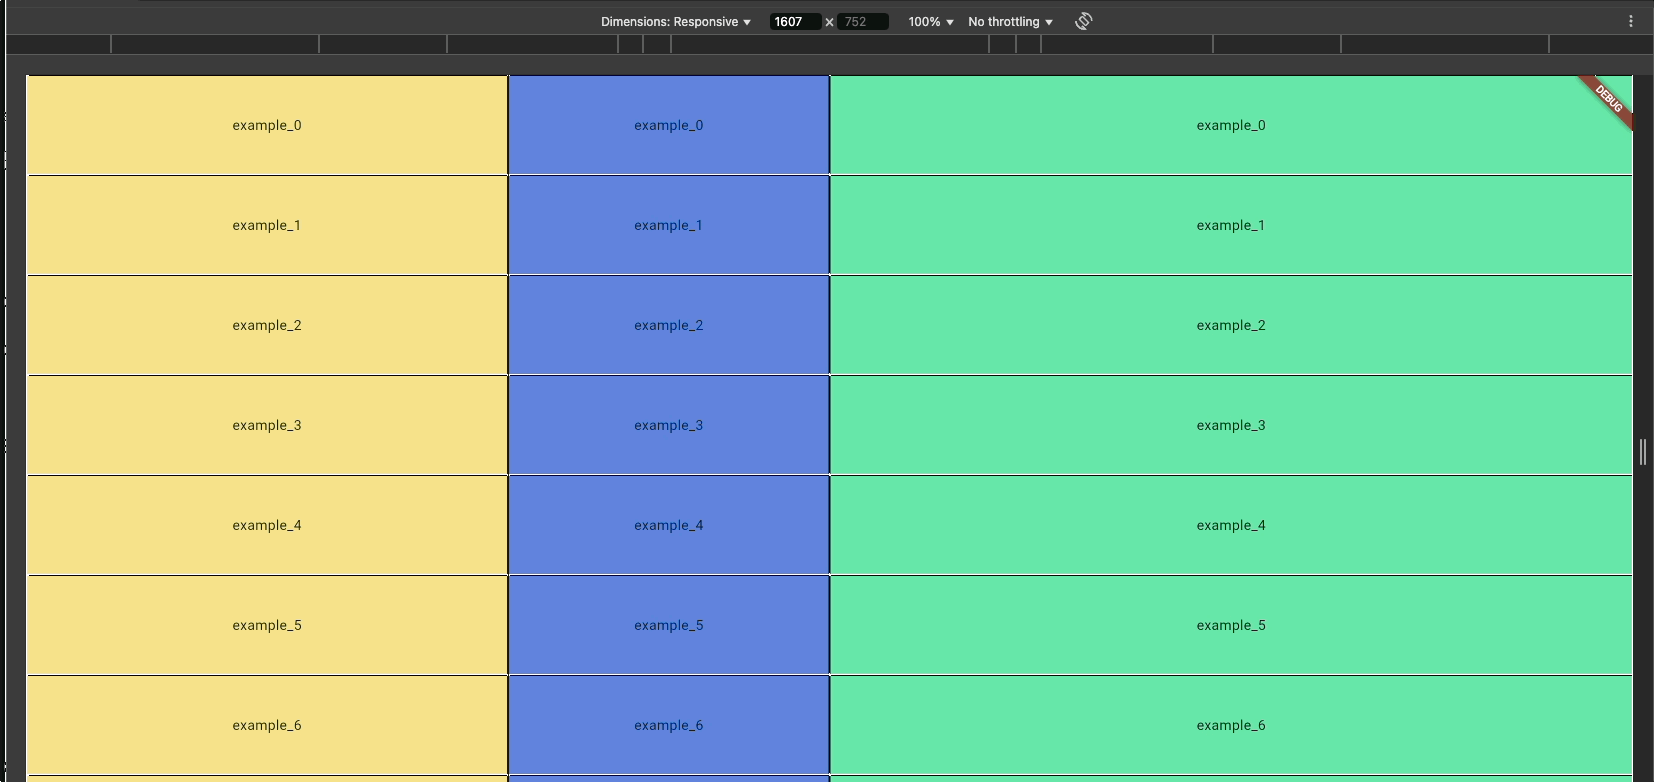 Dimensions: Responsive 1607 × 752 100% No throttling
example_0 example_0 example_0 DEBUG
example_1 example_1 example_1
example_2 example_2 example_2
example_3 example_3 example_3
example_4 example_4 example_4
example_5 example_5 example_5
example_6 example_6 example_6